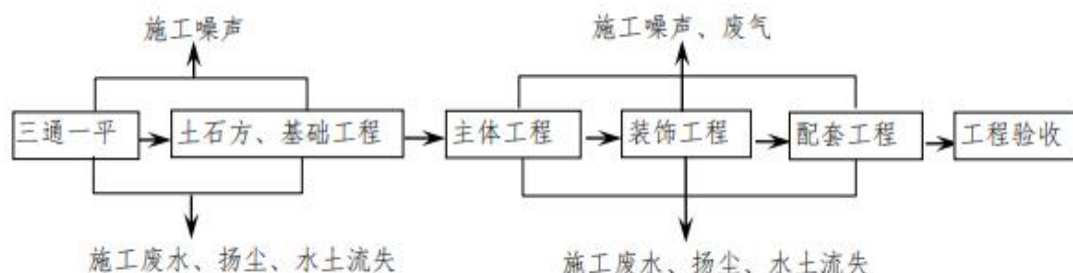 施工噪声
施工噪声、废气
三通一平
土石方、基础工程
主体工程
装饰工程
配套工程
工程验收
施工废水、扬尘、水土流失
施工废水、扬尘、水土流失